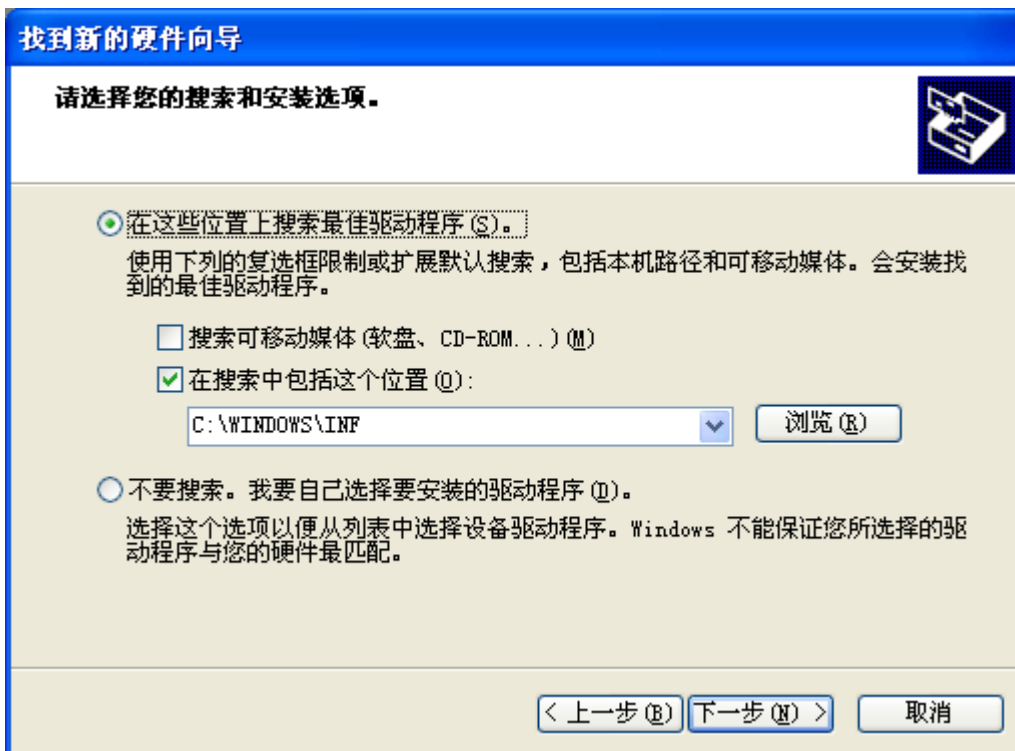 找到新的硬件向导
请选择您的搜索和安装选项。
在这些位置上搜索最佳驱动程序(S)。
使用下列的复选框限制或扩展默认搜索，包括本机路径和可移动媒体。会安装找
到的最佳驱动程序。
搜索可移动媒体(软盘、CD-ROM...)(M)
在搜索中包括这个位置(O):
C:\WINDOWS\INF
浏览(R)
不要搜索。我要自己选择要安装的驱动程序(D)。
选择这个选项以便从列表中选择设备驱动程序。Windows 不能保证您所选择的驱
动程序与您的硬件最匹配。
< 上一步(B)
下一步(N) >
取消